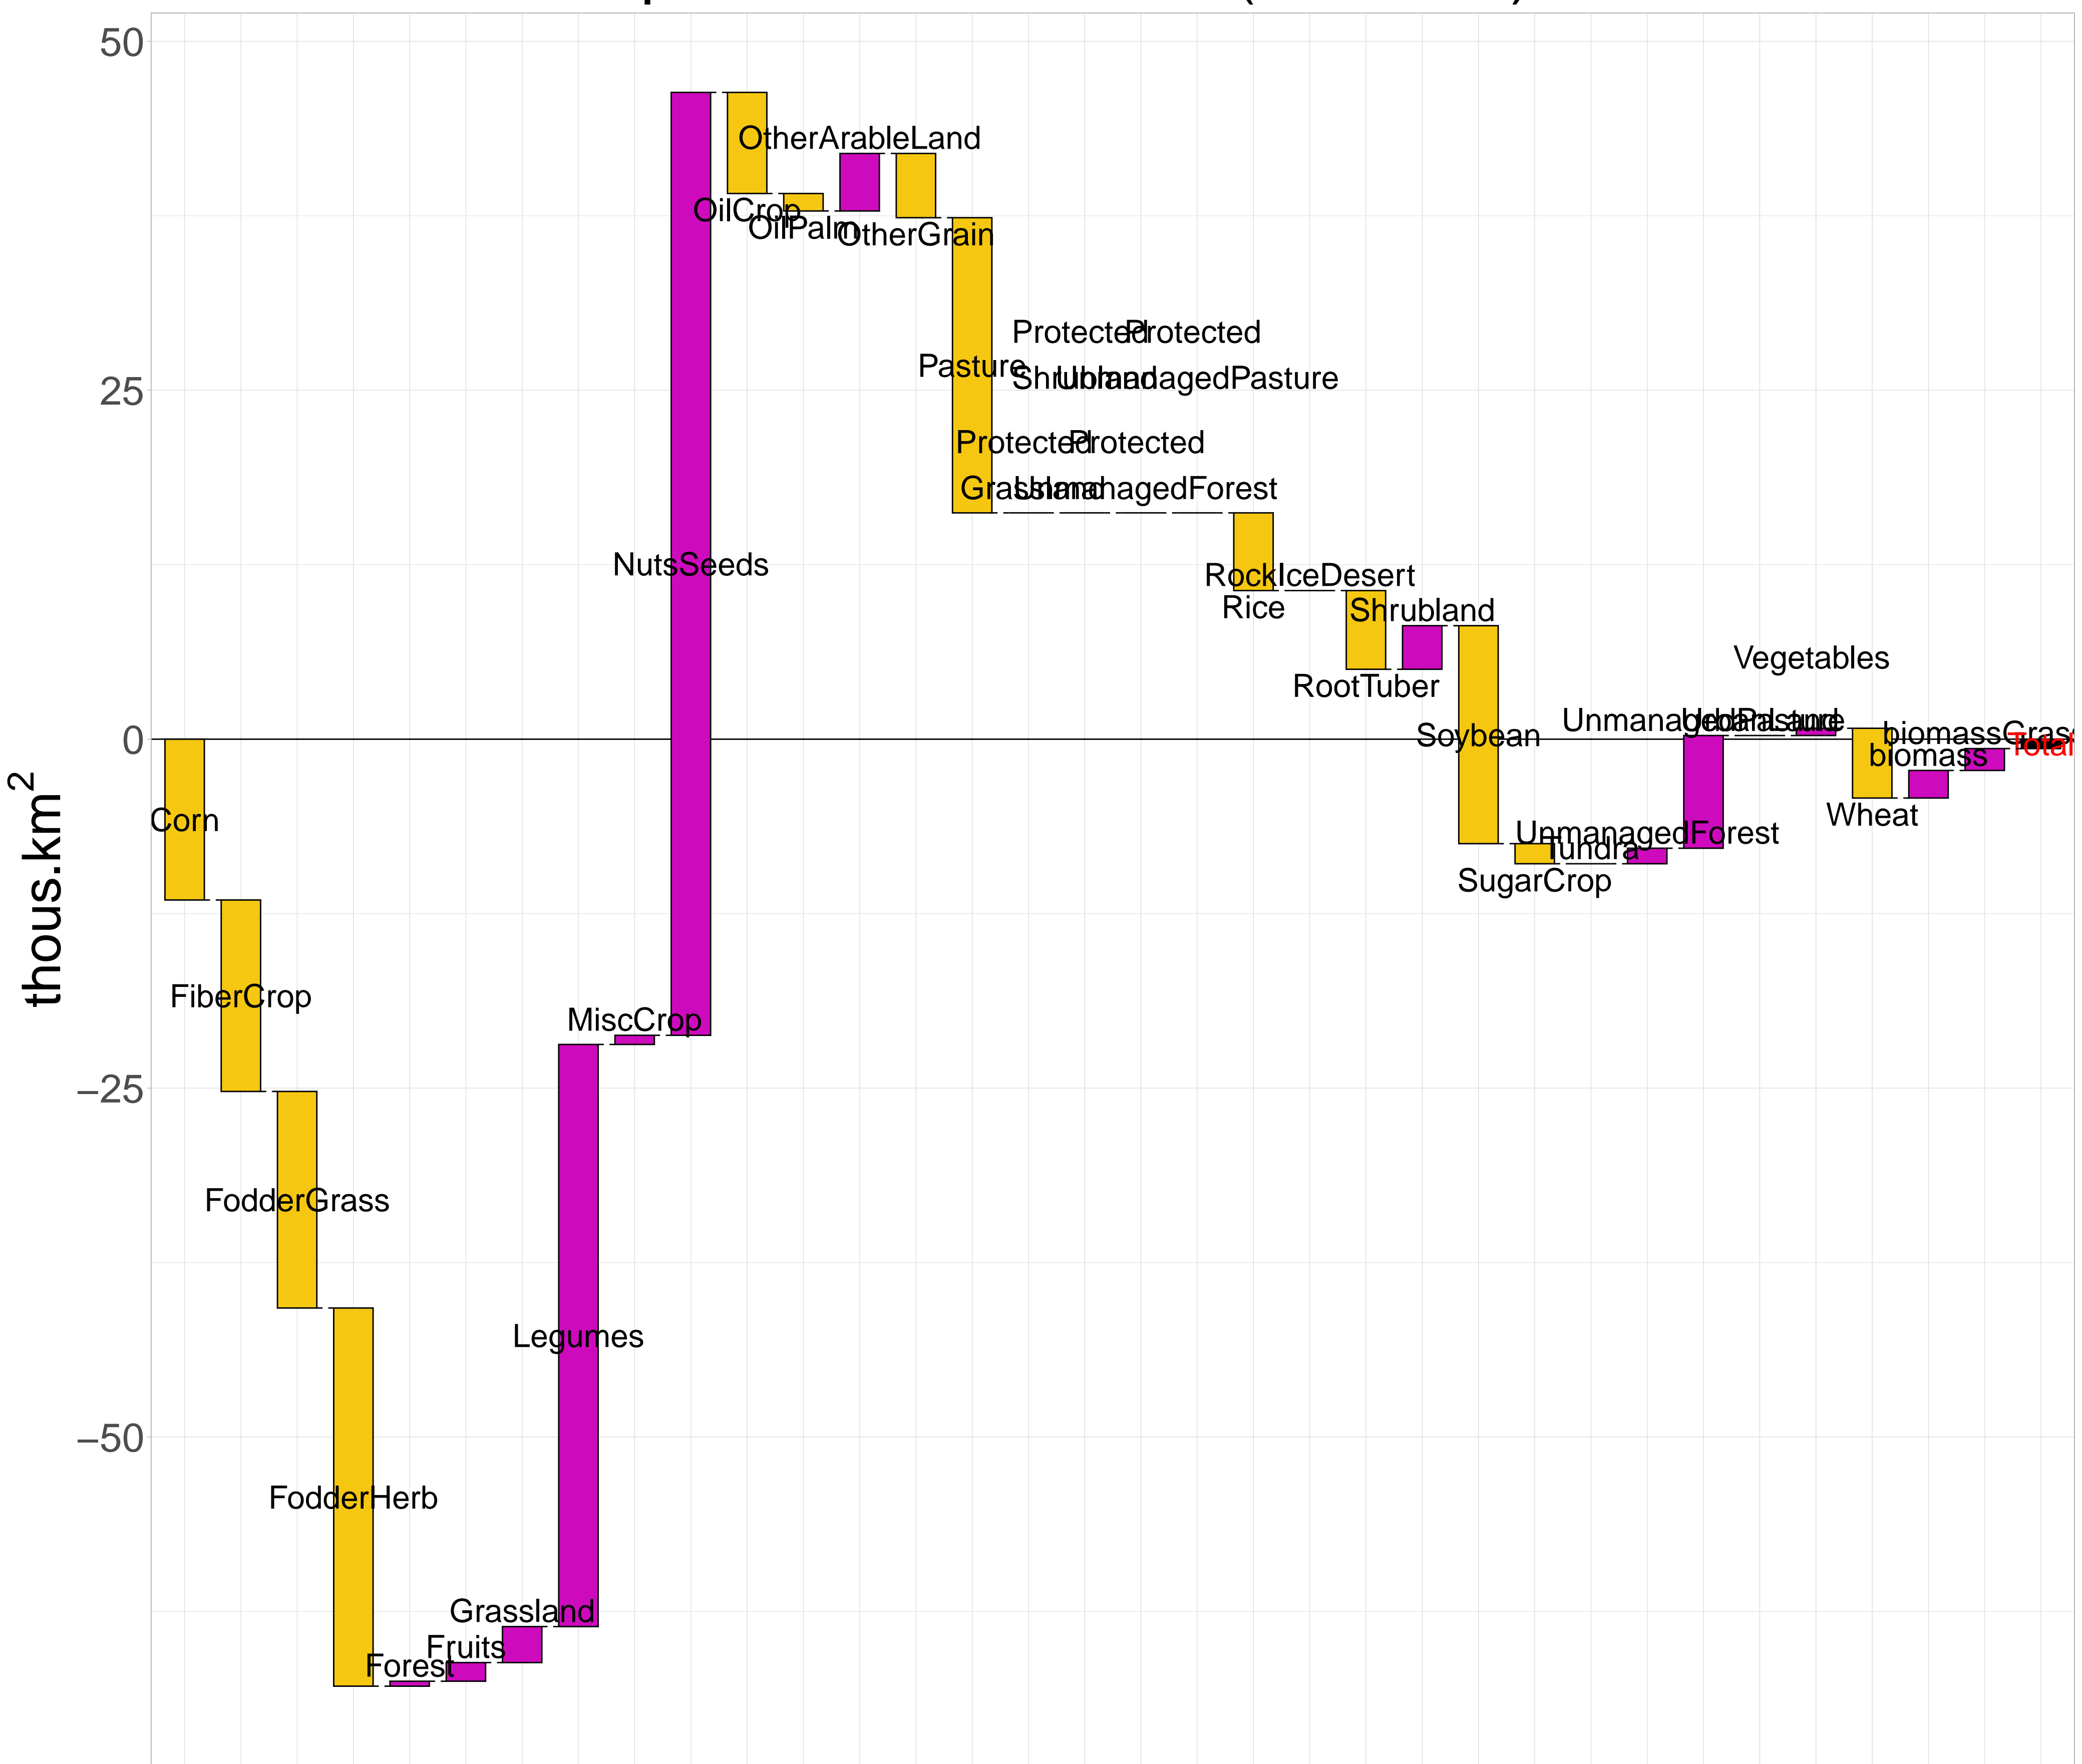 50
OtherArableLand
OilCrop
OilPalm
OtherGrain
Protected
Protected
Pasture
25
Shrubland
UnmanagedPasture
Protected
Protected
Grassland
UnmanagedForest
NutsSeeds
RockIceDesert
Rice
Shrubland
Vegetables
RootTuber
UnmanagedPasture
UrbanLand
0
Soybean
biomassGrass
Total
biomass
thous.km²
Corn
Wheat
UnmanagedForest
Tundra
SugarCrop
FiberCrop
MiscCrop
−25
FodderGrass
Legumes
−50
FodderHerb
Grassland
Fruits
Forest